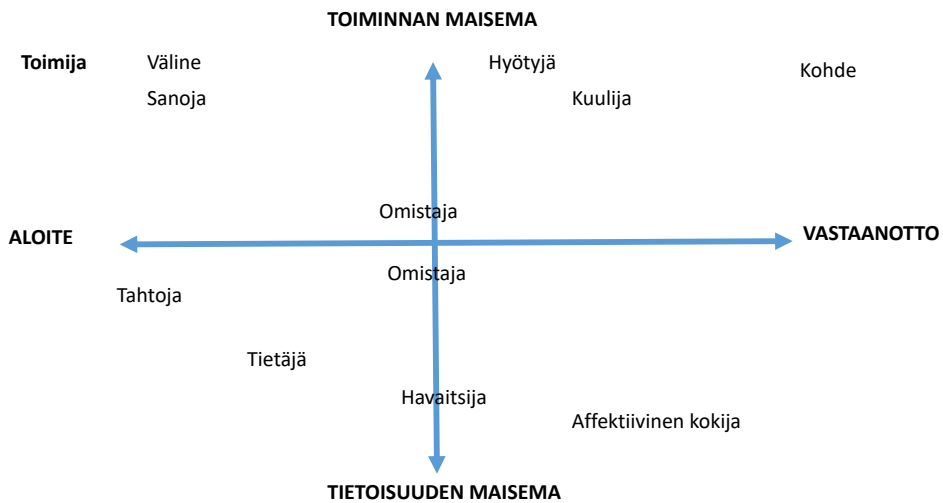 TOIMINNAN MAISEMA
Toimija Väline Hyötyjä Kohde
Sanoja Kuulija
Omistaja
ALOITE VASTAANOTTO
Omistaja
Tahtoja
Tietäjä
Havaitsija
Affektiivinen kokija
TIETOISUUDEN MAISEMA